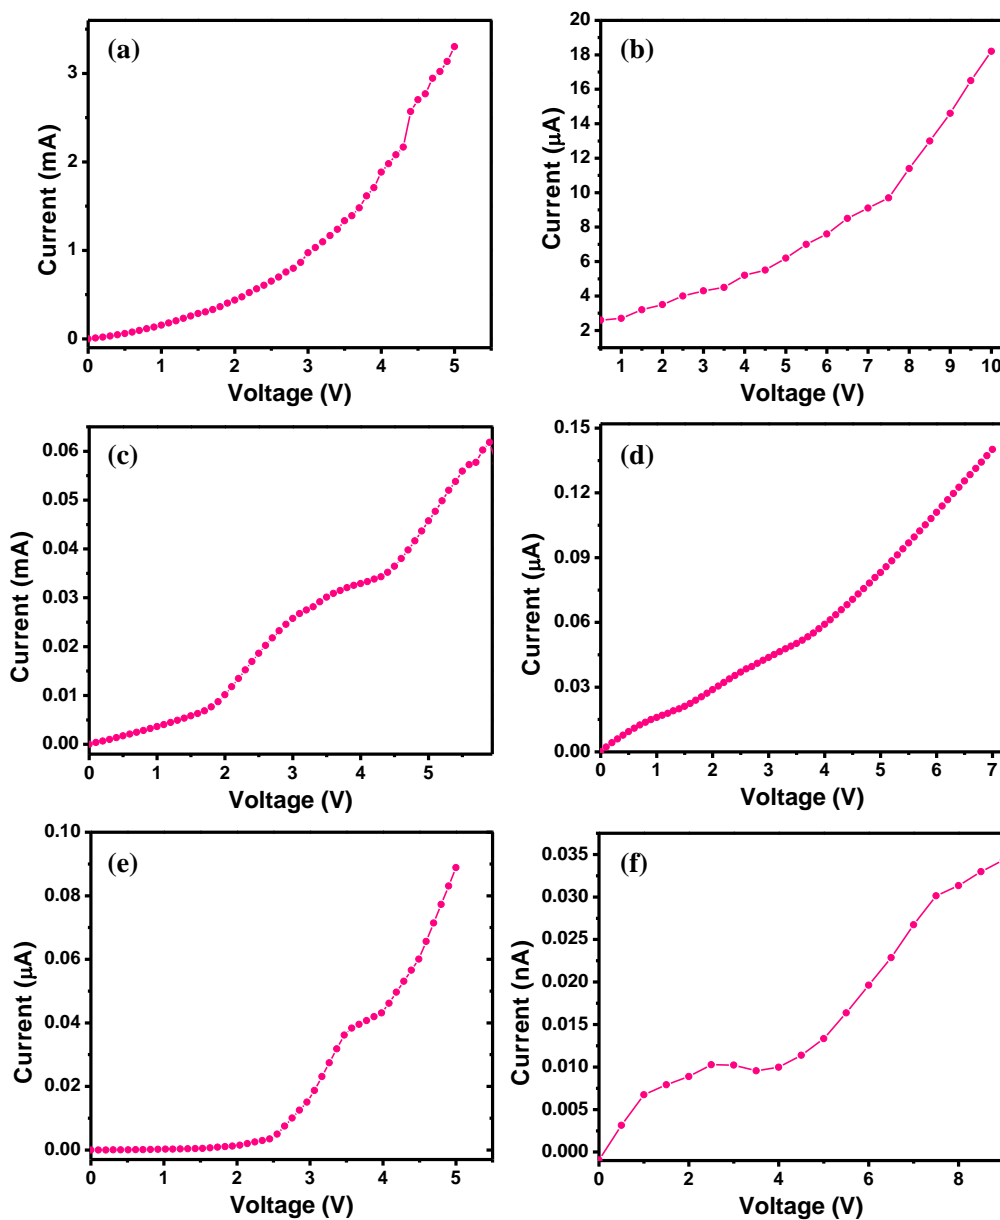 (a)
Current (mA)
3
2
1
0
0 1 2 3 4 5
Voltage (V)
(b)
Current (μA)
20
18
16
14
12
10
8
6
4
2
1 2 3 4 5 6 7 8 9 10
Voltage (V)
(c)
Current (mA)
0.06
0.05
0.04
0.03
0.02
0.01
0.00
0 1 2 3 4 5
Voltage (V)
(d)
Current (μA)
0.15
0.12
0.09
0.06
0.03
0.00
0 1 2 3 4 5 6 7
Voltage (V)
(e)
Current (μA)
0.10
0.08
0.06
0.04
0.02
0.00
0 1 2 3 4 5
Voltage (V)
(f)
Current (nA)
0.035
0.030
0.025
0.020
0.015
0.010
0.005
0.000
0 2 4 6 8
Voltage (V)